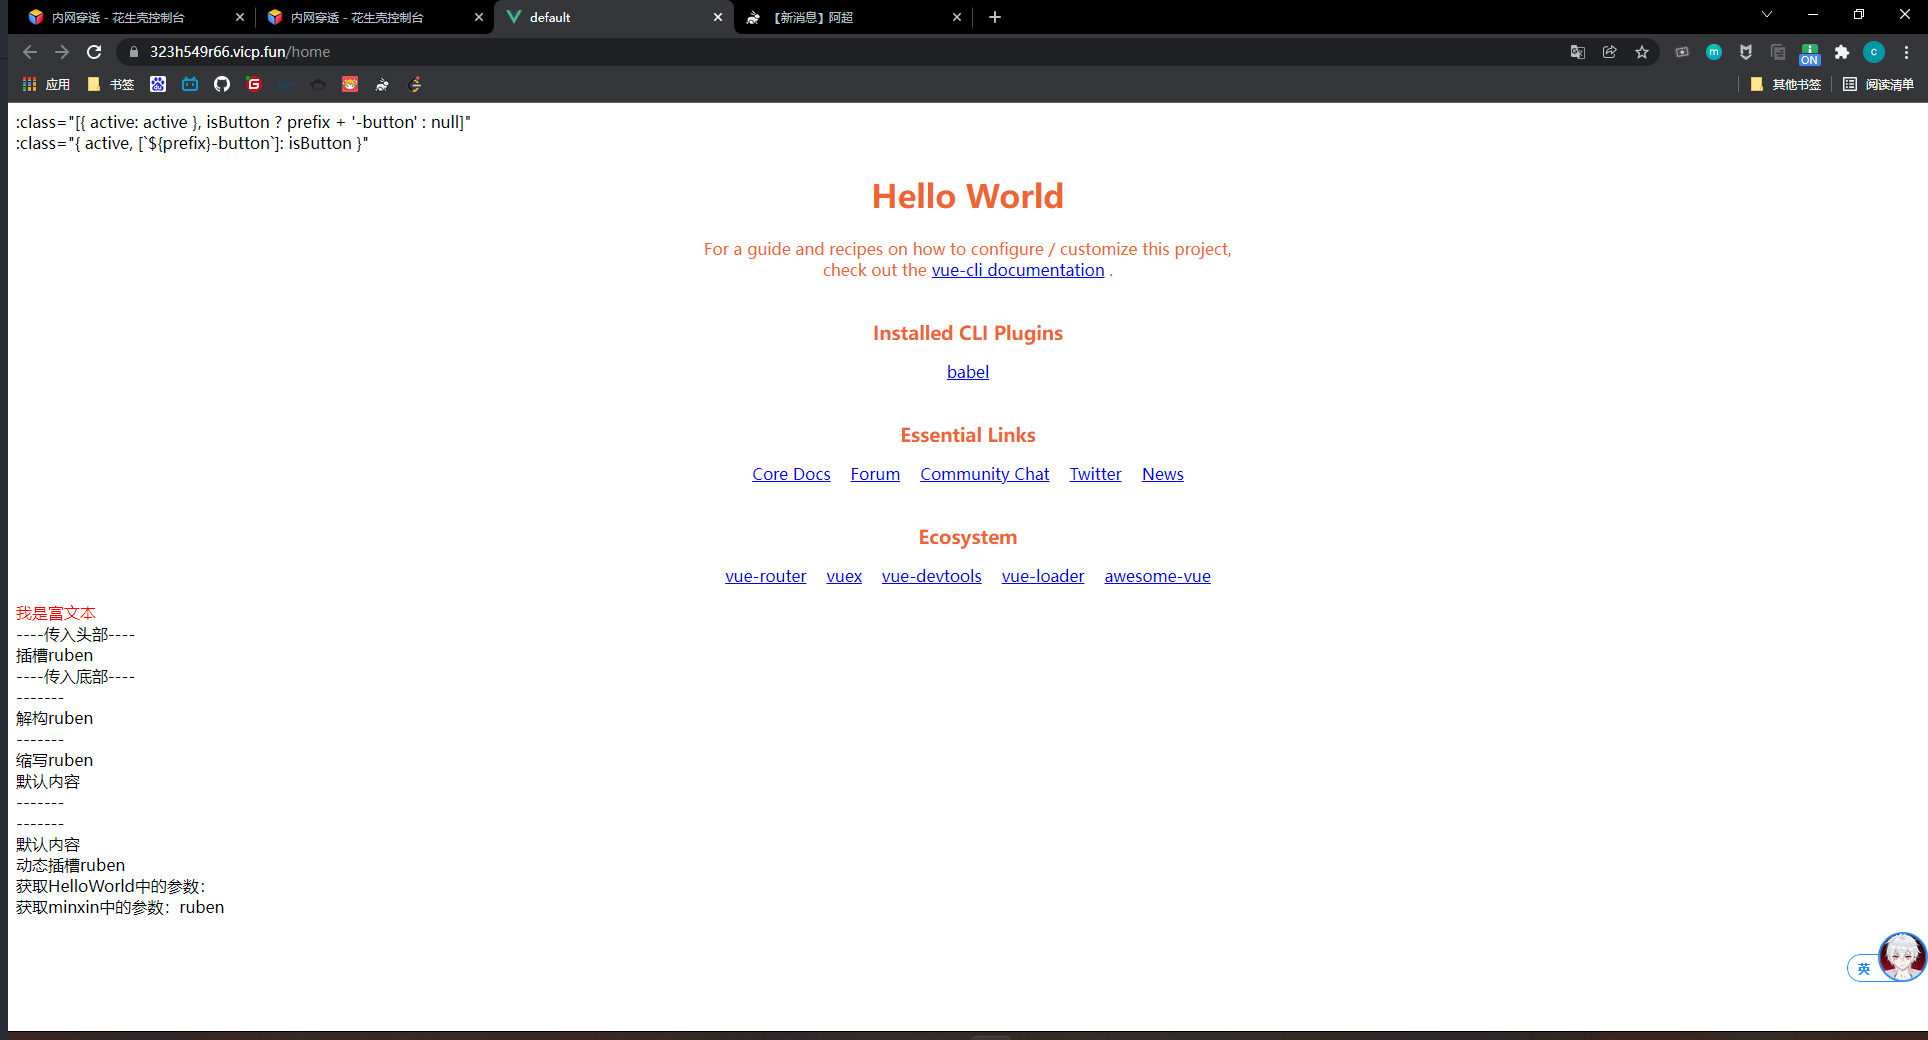 内网穿透 - 花生壳控制台
内网穿透 - 花生壳控制台
default
【新消息】阿超
323h549r66.vicp.fun/home
m
ON
c
应用
书签
G
其他书签
阅读清单
:class="[{ active: active }, isButton ? prefix + '-button' : null]"
:class="{ active, [`${prefix}-button`]: isButton }"
Hello World
For a guide and recipes on how to configure / customize this project,
check out the vue-cli documentation .
Installed CLI Plugins
babel
Essential Links
Core Docs Forum Community Chat Twitter News
Ecosystem
vue-router vuex vue-devtools vue-loader awesome-vue
我是富文本
----传入头部----
插槽ruben
----传入底部----
-------
解构ruben
-------
缩写ruben
默认内容
-------
-------
默认内容
动态插槽ruben
获取HelloWorld中的参数：
获取minxin中的参数：ruben
英